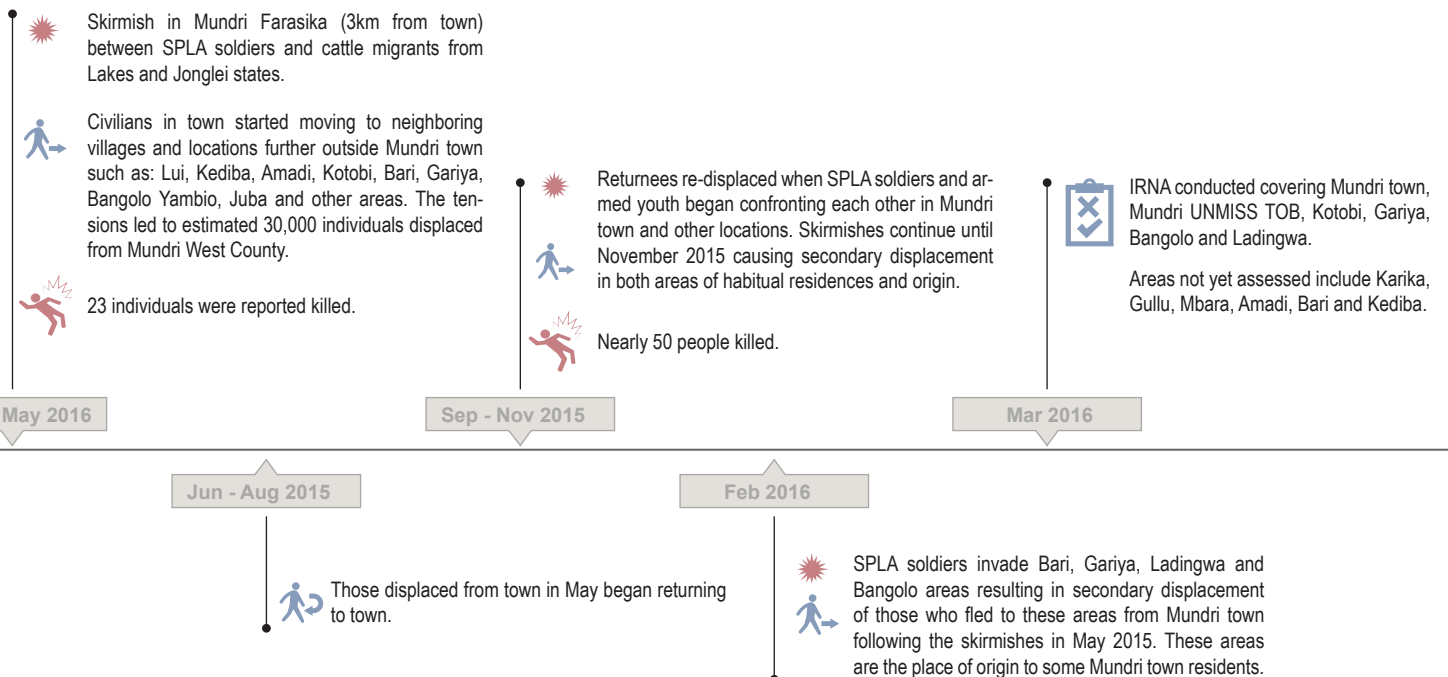 Skirmish in Mundri Farasika (3km from town)
between SPLA soldiers and cattle migrants from
Lakes and Jonglei states.
Civilians in town started moving to neighboring
villages and locations further outside Mundri town
such as: Lui, Kediba, Amadi, Kotobi, Bari, Gariya,
Bangolo Yambio, Juba and other areas. The ten-
sions led to estimated 30,000 individuals displaced
from Mundri West County.
23 individuals were reported killed.
May 2016
Jun - Aug 2015
Those displaced from town in May began returning
to town.
Returnees re-displaced when SPLA soldiers and ar-
med youth began confronting each other in Mundri
town and other locations. Skirmishes continue until
November 2015 causing secondary displacement
in both areas of habitual residences and origin.
Nearly 50 people killed.
Sep - Nov 2015
Feb 2016
SPLA soldiers invade Bari, Gariya, Ladingwa and
Bangolo areas resulting in secondary displacement
of those who fled to these areas from Mundri town
following the skirmishes in May 2015. These areas
are the place of origin to some Mundri town residents.
IRNA conducted covering Mundri town,
Mundri UNMISS TOB, Kotobi, Gariya,
Bangolo and Ladingwa.
Areas not yet assessed include Karika,
Gullu, Mbara, Amadi, Bari and Kediba.
Mar 2016